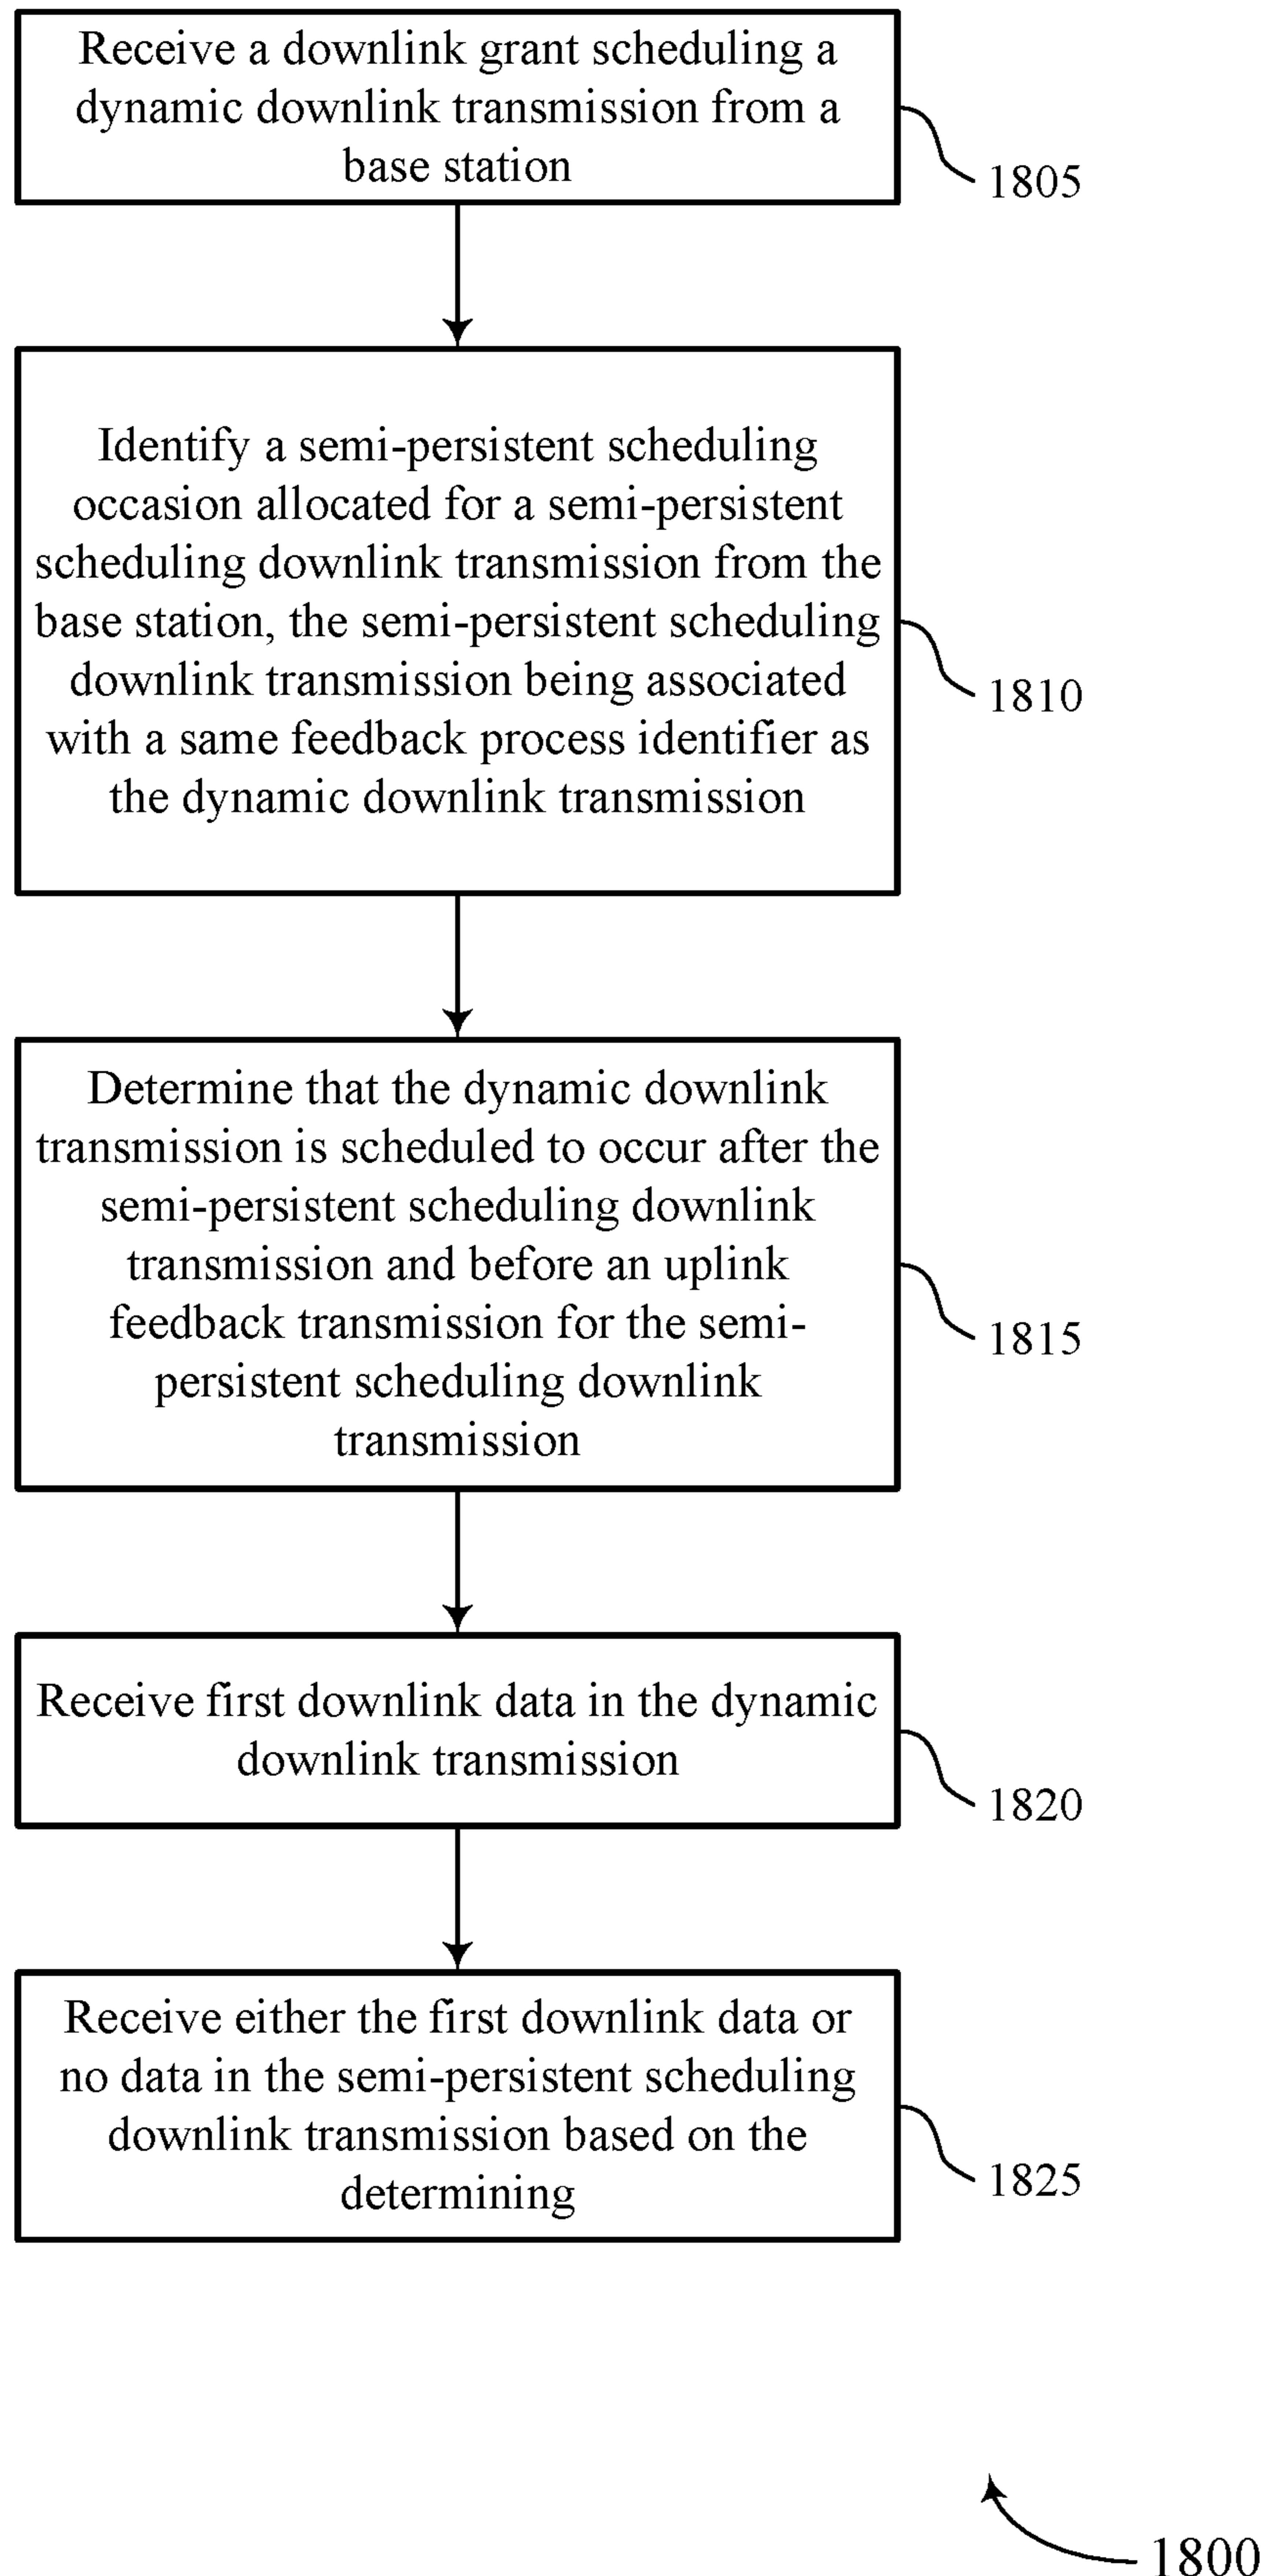 Receive a downlink grant scheduling a
dynamic downlink transmission from a
base station
1805
Identify a semi-persistent scheduling
occasion allocated for a semi-persistent
scheduling downlink transmission from the
base station, the semi-persistent scheduling
downlink transmission being associated
with a same feedback process identifier as
the dynamic downlink transmission
1810
Determine that the dynamic downlink
transmission is scheduled to occur after the
semi-persistent scheduling downlink
transmission and before an uplink
feedback transmission for the semi-
persistent scheduling downlink
transmission
1815
Receive first downlink data in the dynamic
downlink transmission
1820
Receive either the first downlink data or
no data in the semi-persistent scheduling
downlink transmission based on the
determining
1825
1800